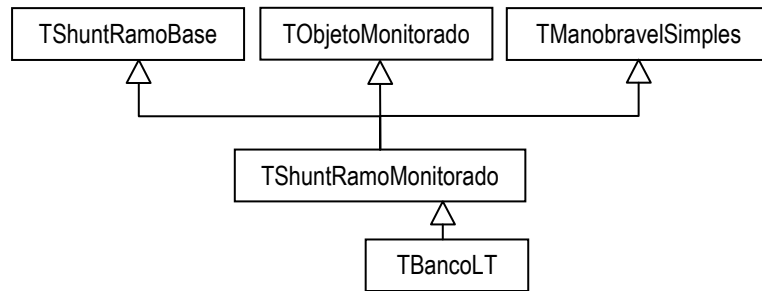 TShuntRamoBase
TObjetoMonitorado
TManobravelSimples
TShuntRamoMonitorado
TBancoLT